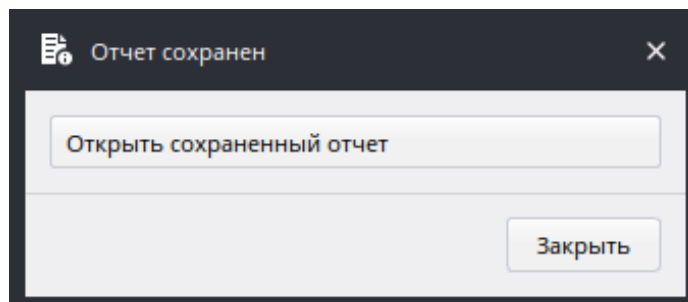 Отчет сохранен
Открыть сохраненный отчет
Закрыть